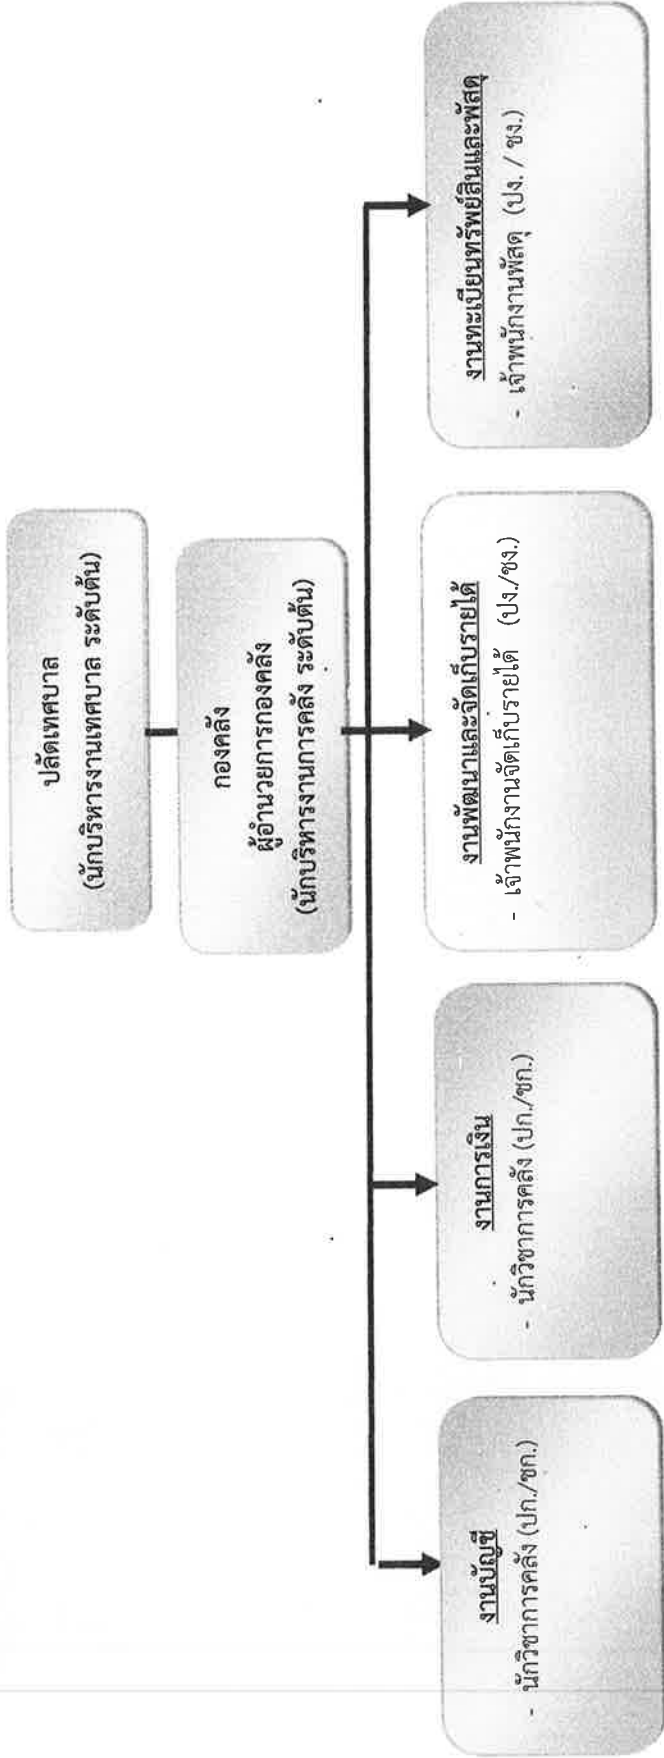 ปลัดเทศบาล
(นักบริหารงานเทศบาล ระดับต้น)
กองคลัง
ผู้อำนวยการกองคลัง
(นักบริหารงานการคลัง ระดับต้น)
งานบัญชี
- นักวิชาการคลัง (ปก./ชก.)
งานการเงิน
- นักวิชาการคลัง (ปก./ชก.)
งานพัฒนาและจัดเก็บรายได้
- เจ้าพนักงานจัดเก็บรายได้ (ปง./ชง.)
งานทะเบียนทรัพย์สินและพัสดุ
- เจ้าพนักงานพัสดุ (ปง. / ชง.)